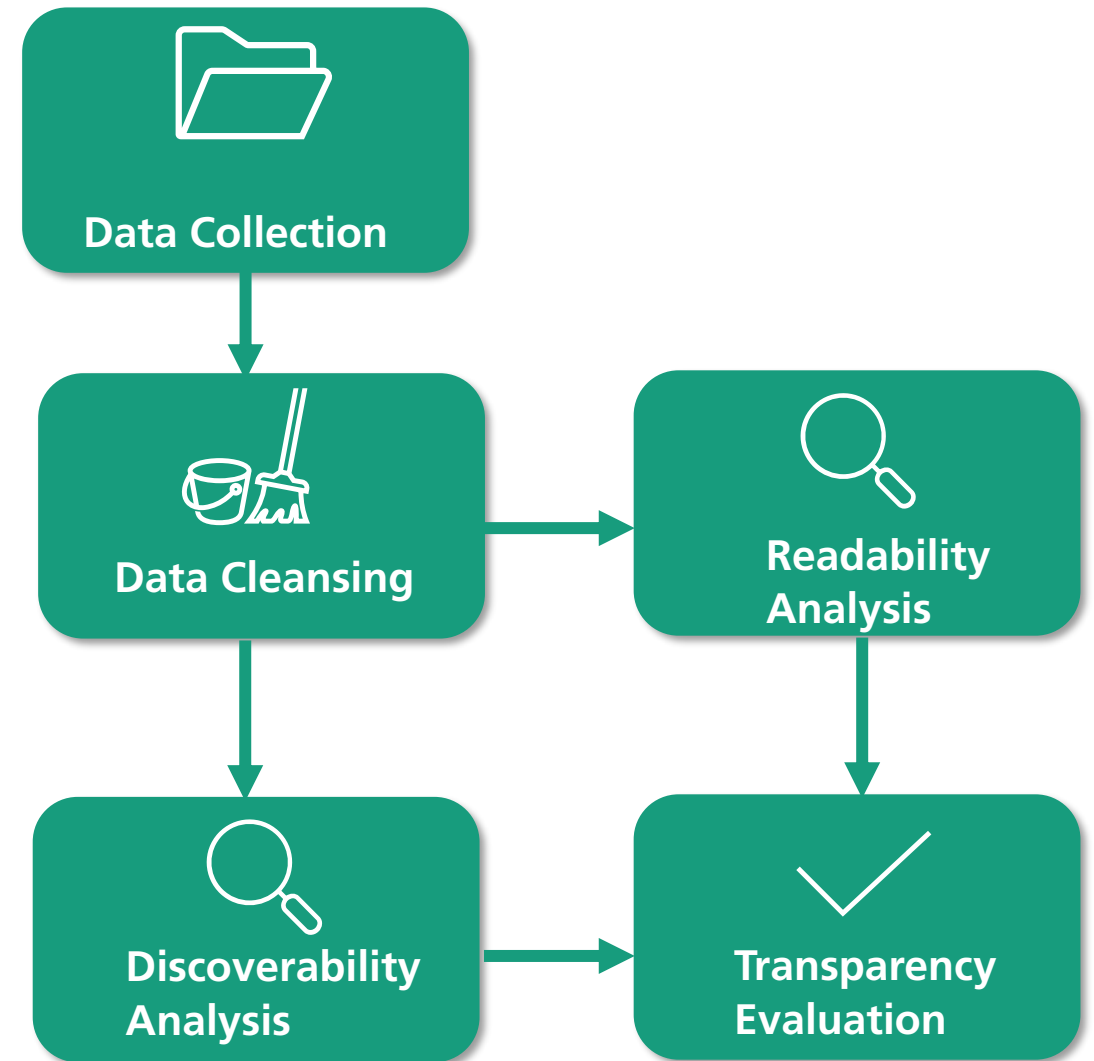 Data Collection
Data Cleansing
Readability
Analysis
Discoverability
Analysis
Transparency
Evaluation